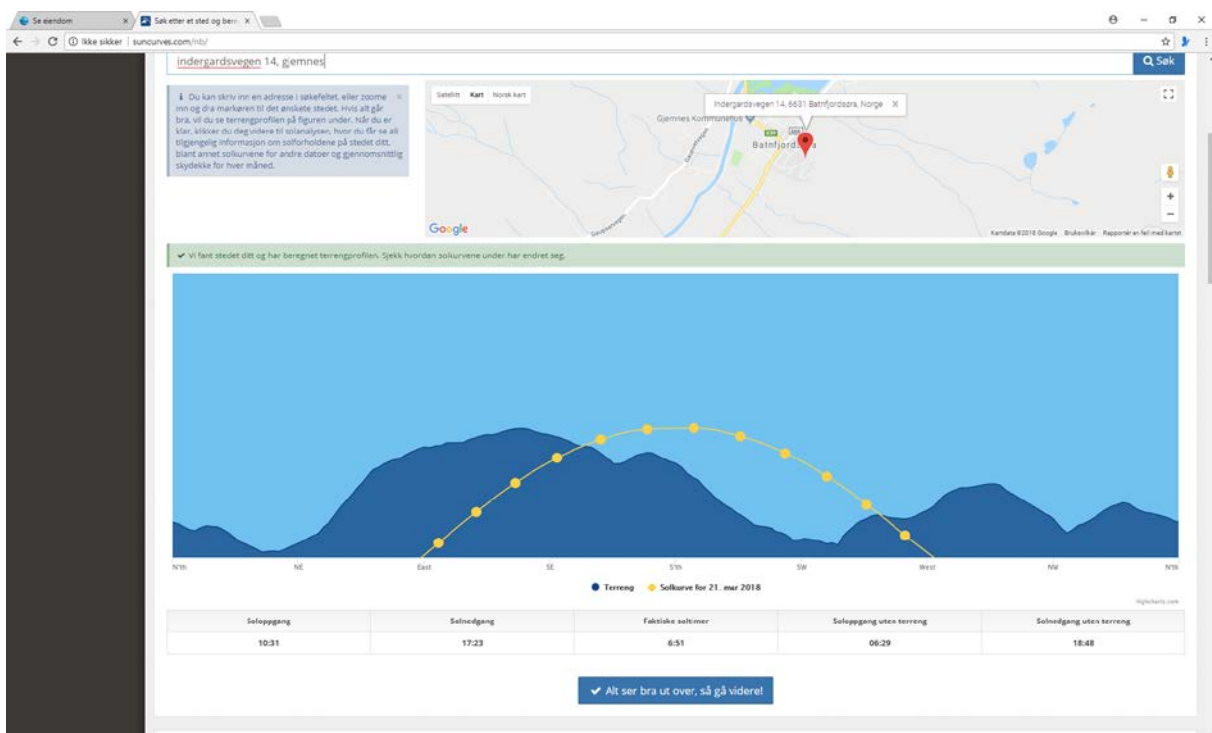 Se eiendom
Søk etter et sted og bere
Ikke sikker | suncurves.com/nb/
indergardsvegen 14, gjemnes
Søk
i Du kan skriv inn en adresse i søkefeltet, eller zoome
inn og dra markøren til det ønskete stedet. Hvis alt går
bra, vil du se terrengprofilen på figuren under. Når du er
klar, klikker du deg videre til solanalysen, hvor du får se all
tilgjengelig informasjon om solforholdene på stedet ditt,
blant annet solkurvene for andre datoer og gjennomsnittlig
skydekke for hver måned.
Satellitt Kart Norsk kart
Indergardsvegen 14, 6631 Batnfjordsøra, Norge
Gjemnes Kommunehus
Batnfjordsøra
Google
Kartdata ©2018 Google Bruksvilkår Rapportér en feil med kartet
Vi fant stedet ditt og har beregnet terrengprofilen. Sjekk hvordan solkurvene under har endret seg.
N'th NE East SE S'th SW West NW N'th
Terreng Solkurve for 21. mar 2018
Highcharts.com
Soloppgang Solnedgang Faktiske soltimer Soloppgang uten terreng Solnedgang uten terreng
10:31 17:23 6:51 06:29 18:48
Alt ser bra ut over, så gå videre!